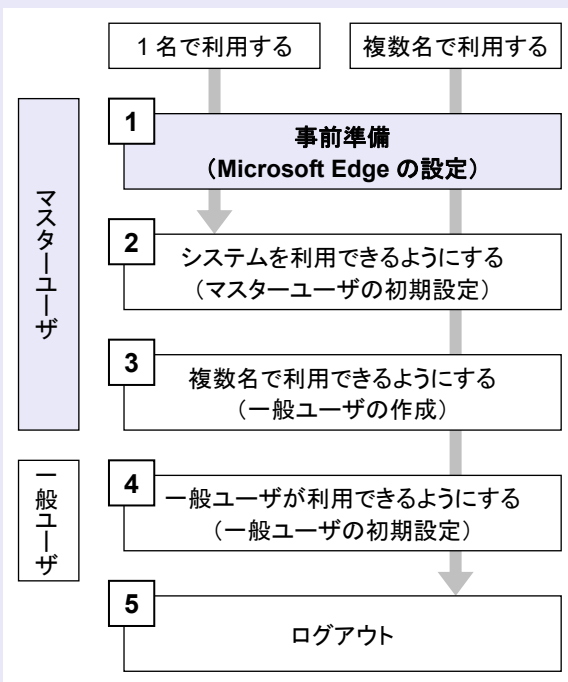 1名で利用する
複数名で利用する
マスターユーザ
1
事前準備
（Microsoft Edge の設定）
2
システムを利用できるようにする
（マスターユーザの初期設定）
3
複数名で利用できるようにする
（一般ユーザの作成）
一般ユーザ
4
一般ユーザが利用できるようにする
（一般ユーザの初期設定）
5
ログアウト